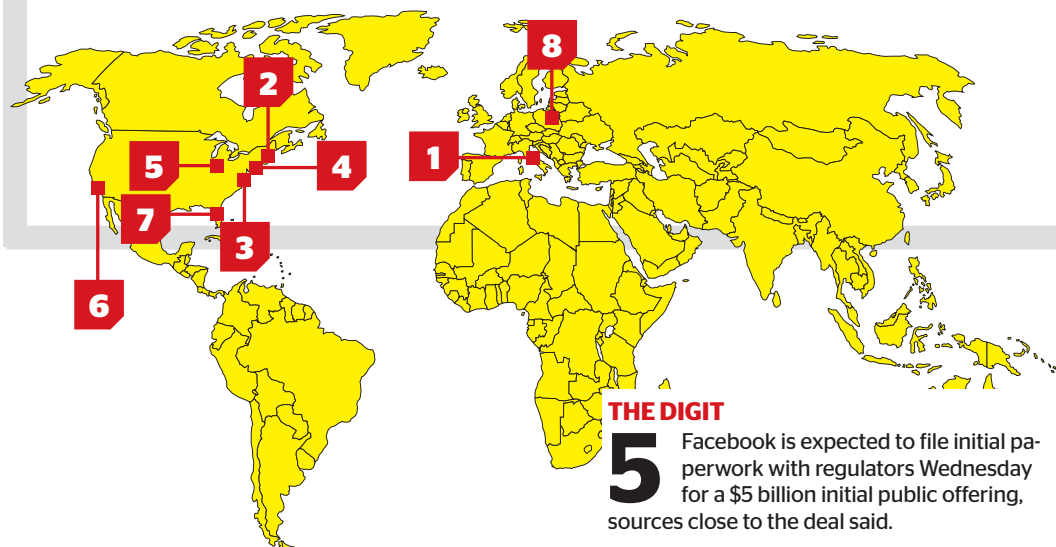 8
2
5
4
1
7
3
6
THE DIGIT
5
Facebook is expected to file initial pa-
perwork with regulators Wednesday
for a $5 billion initial public offering,
sources close to the deal said.